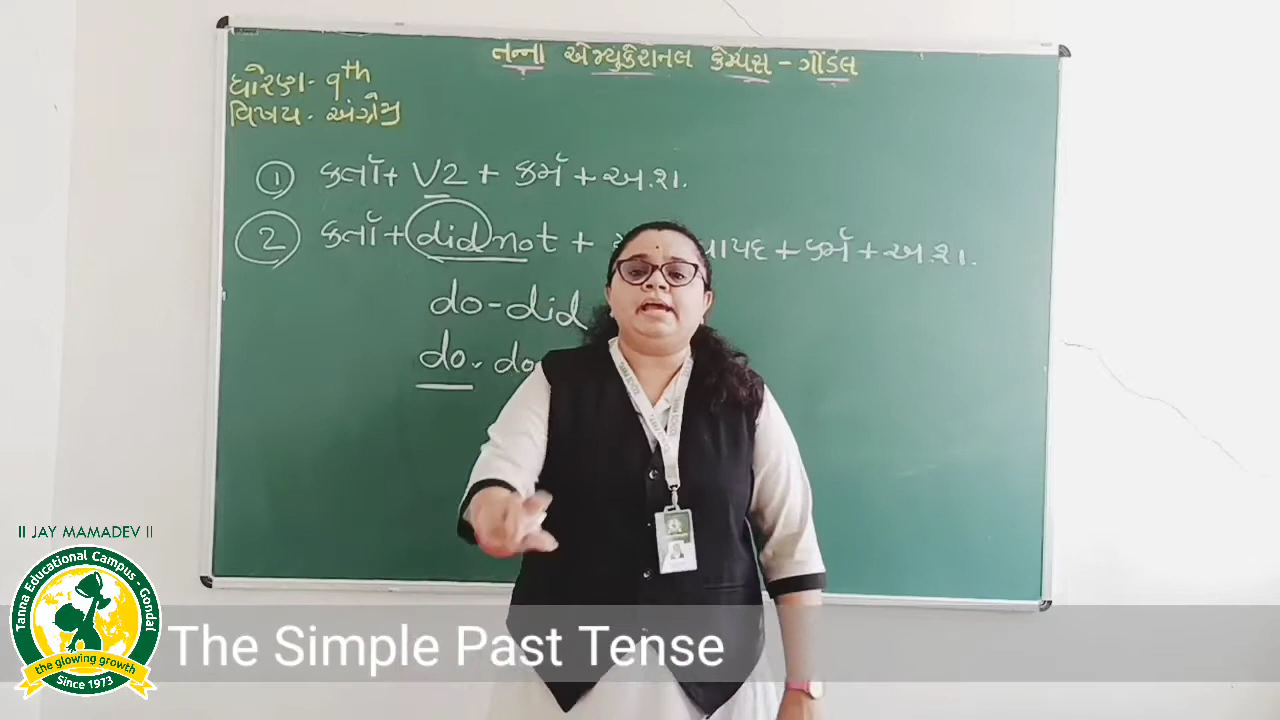 તન્ના એજ્યુકેશનલ કેમ્પસ - ગોંડલ
ધોરણ - 9th
વિષય - અંગ્રેજી
① કર્તા + V2 + કર્મ + અ.શ.
② કર્તા + did not + + કર્મ + અ.શ.
do - did
do - do
II JAY MAMADEV II
Tanna Educational Campus - Gondal
the glowing growth
Since 1973
The Simple Past Tense